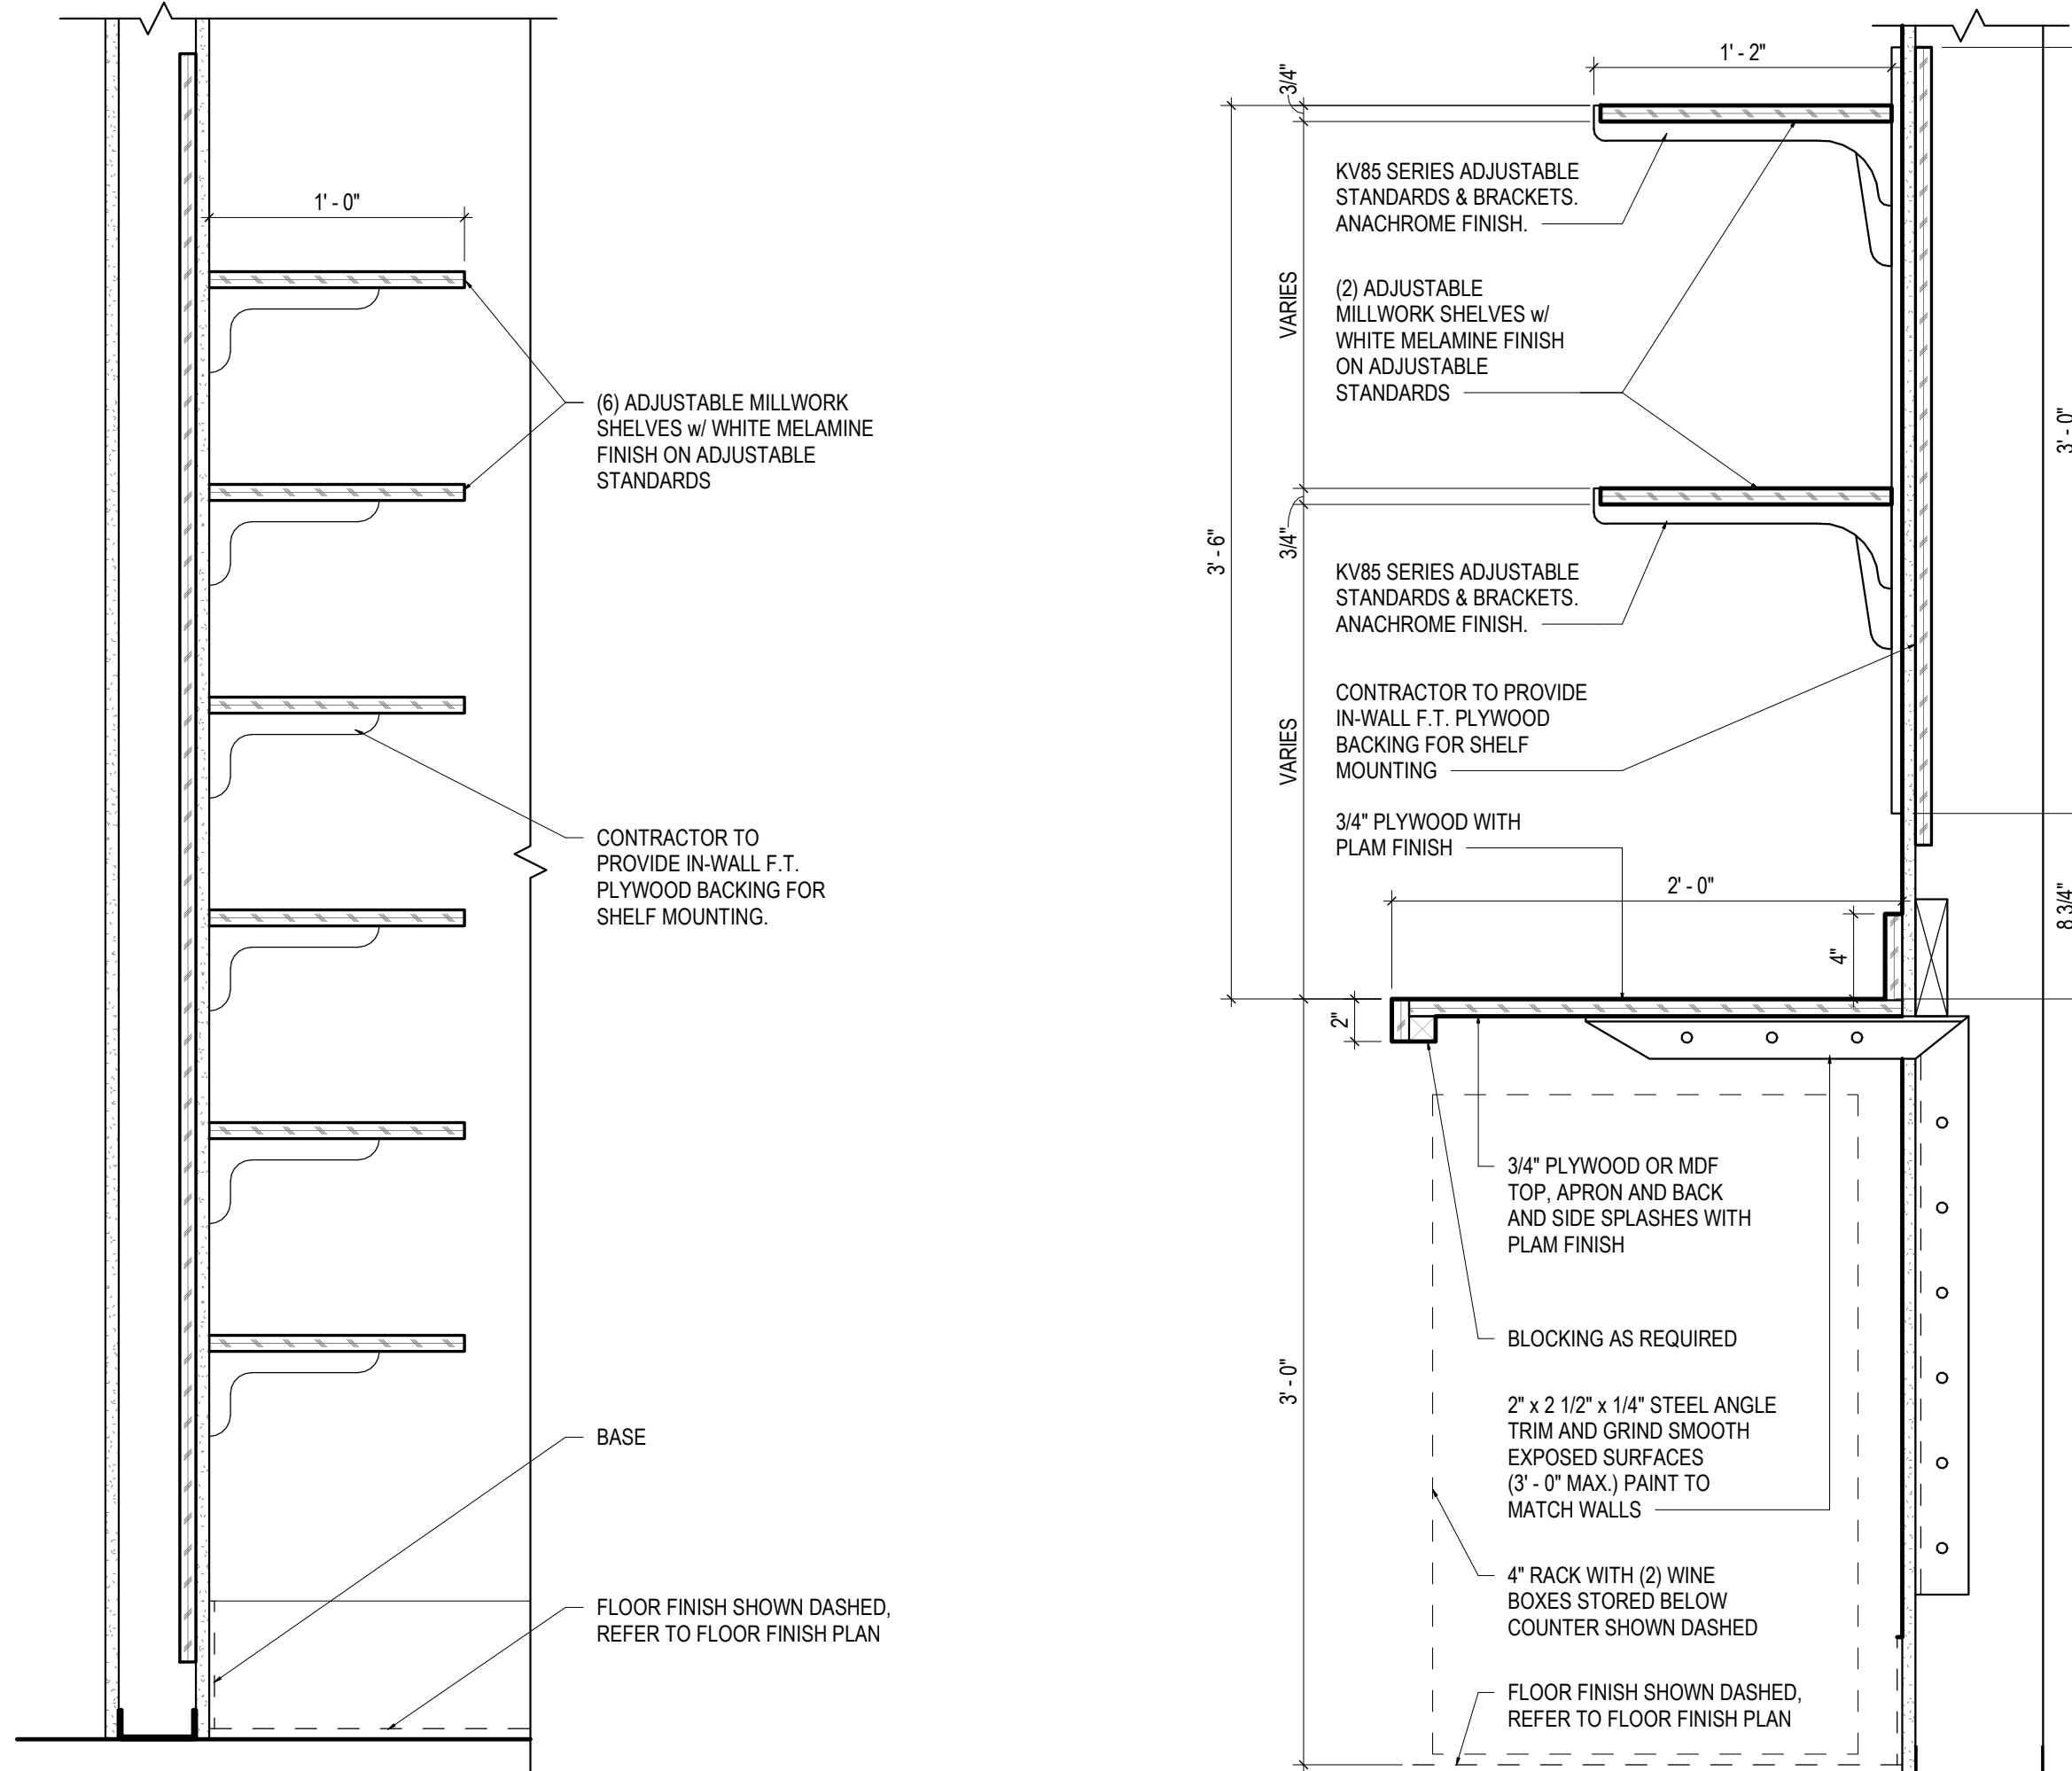 1' - 0"
(6) ADJUSTABLE MILLWORK
SHELVES w/ WHITE MELAMINE
FINISH ON ADJUSTABLE
STANDARDS
CONTRACTOR TO
PROVIDE IN-WALL F.T.
PLYWOOD BACKING FOR
SHELF MOUNTING.
BASE
FLOOR FINISH SHOWN DASHED,
REFER TO FLOOR FINISH PLAN
1' - 2"
3/4"
KV85 SERIES ADJUSTABLE
STANDARDS & BRACKETS.
ANACHROME FINISH.
VARIES
(2) ADJUSTABLE
MILLWORK SHELVES w/
WHITE MELAMINE FINISH
ON ADJUSTABLE
STANDARDS
3' - 0"
3' - 6"
3/4"
KV85 SERIES ADJUSTABLE
STANDARDS & BRACKETS.
ANACHROME FINISH.
CONTRACTOR TO PROVIDE
IN-WALL F.T. PLYWOOD
BACKING FOR SHELF
MOUNTING
VARIES
3/4" PLYWOOD WITH
PLAM FINISH
2' - 0"
8 3/4"
4"
2"
3/4" PLYWOOD OR MDF
TOP, APRON AND BACK
AND SIDE SPLASHES WITH
PLAM FINISH
BLOCKING AS REQUIRED
3' - 0"
2" x 2 1/2" x 1/4" STEEL ANGLE
TRIM AND GRIND SMOOTH
EXPOSED SURFACES
(3' - 0" MAX.) PAINT TO
MATCH WALLS
4" RACK WITH (2) WINE
BOXES STORED BELOW
COUNTER SHOWN DASHED
FLOOR FINISH SHOWN DASHED,
REFER TO FLOOR FINISH PLAN